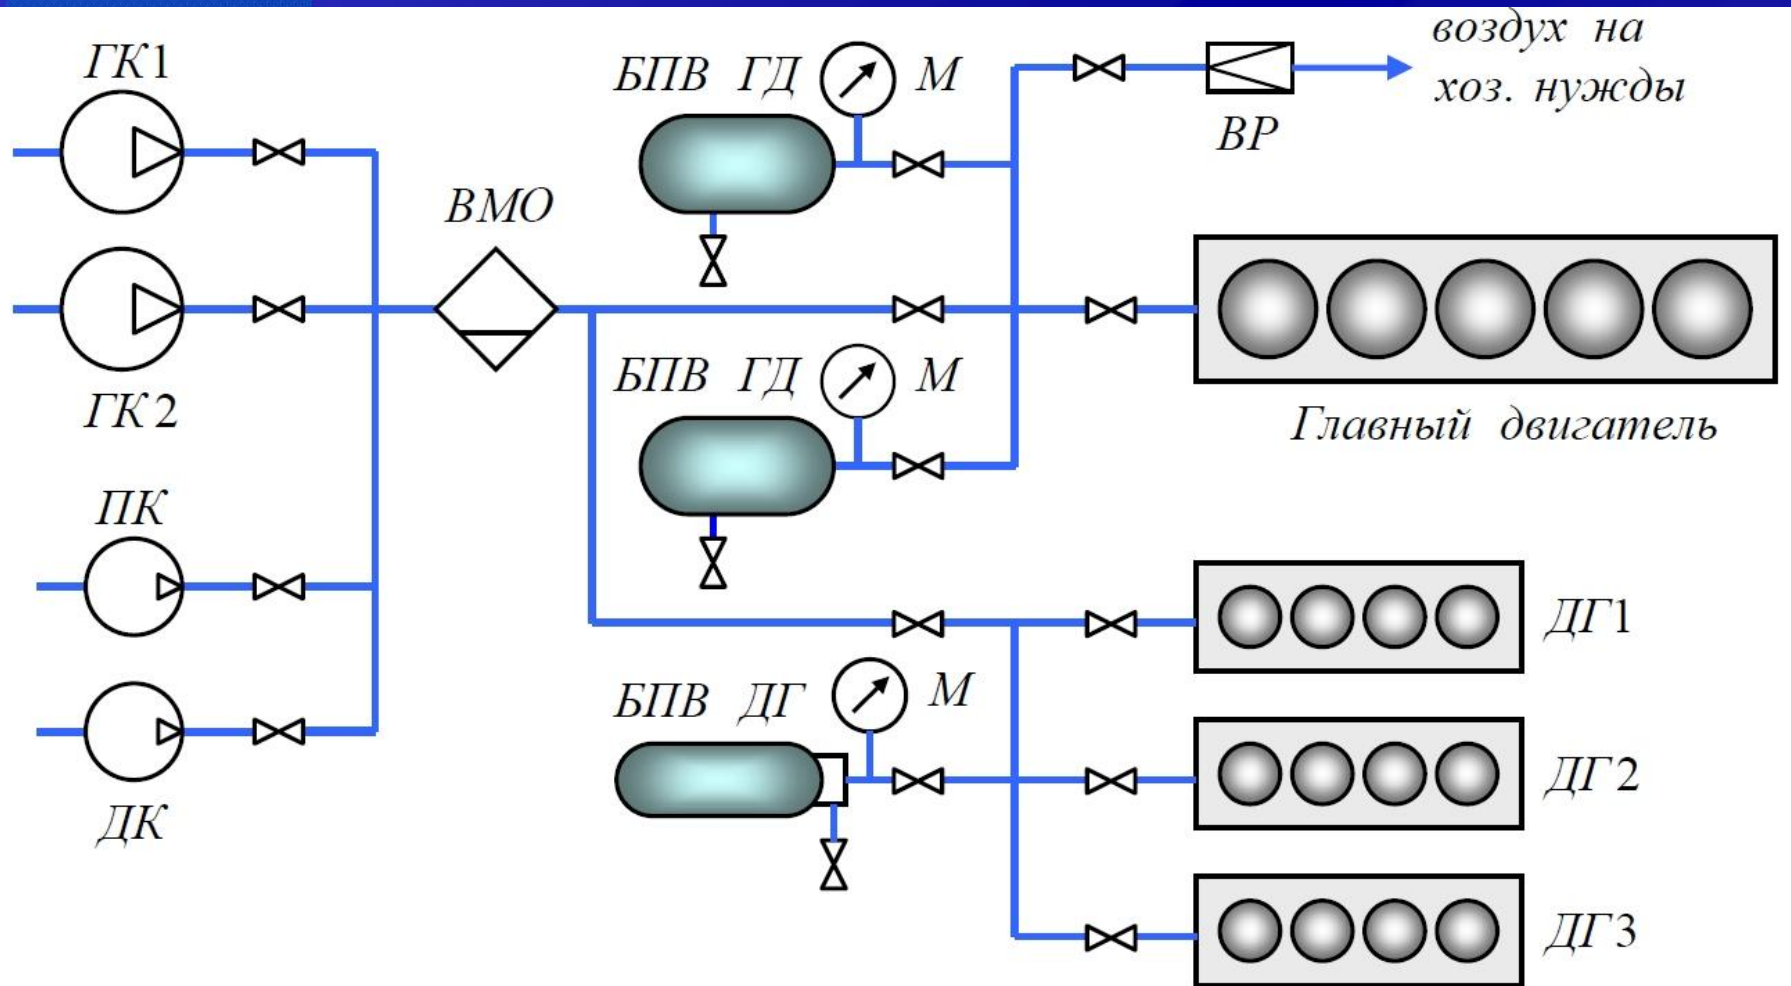 ГК1
ГК2
ПК
ДК
ВМО
БПВ ГД М
БПВ ГД М
БПВ ДГ М
воздух на
хоз. нужды
ВР
Главный двигатель
ДГ1
ДГ2
ДГ3